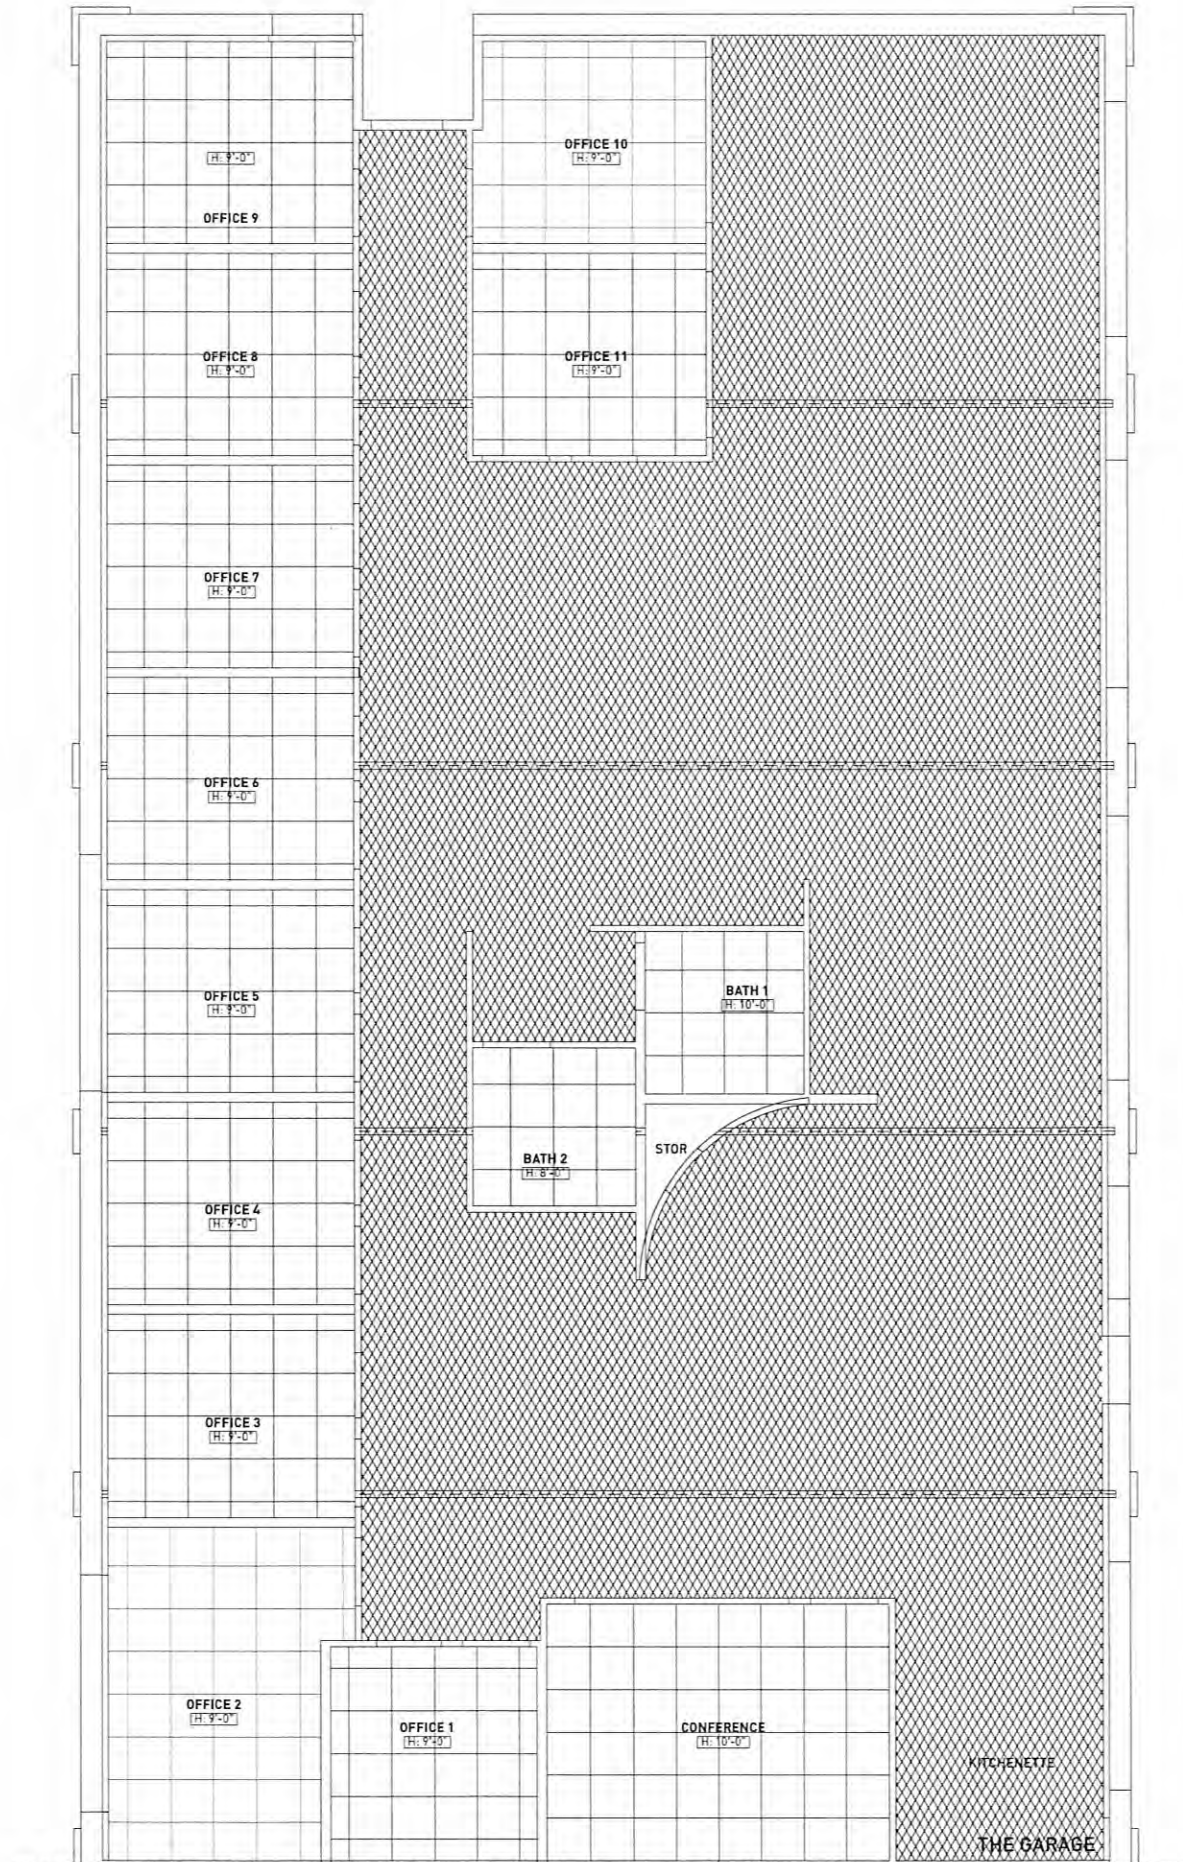 OFFICE 10
H: 9'-0"
H: 9'-0"
OFFICE 9
OFFICE 8
H: 9'-0"
OFFICE 11
H: 9'-0"
OFFICE 7
H: 9'-0"
OFFICE 6
H: 9'-0"
OFFICE 5
H: 9'-0"
BATH 1
H: 10'-0"
STOR
BATH 2
H: 8'-0"
OFFICE 4
H: 9'-0"
OFFICE 3
H: 9'-0"
OFFICE 2
H: 9'-0"
OFFICE 1
H: 9'-0"
CONFERENCE
H: 10'-0"
KITCHENETTE
THE GARAGE